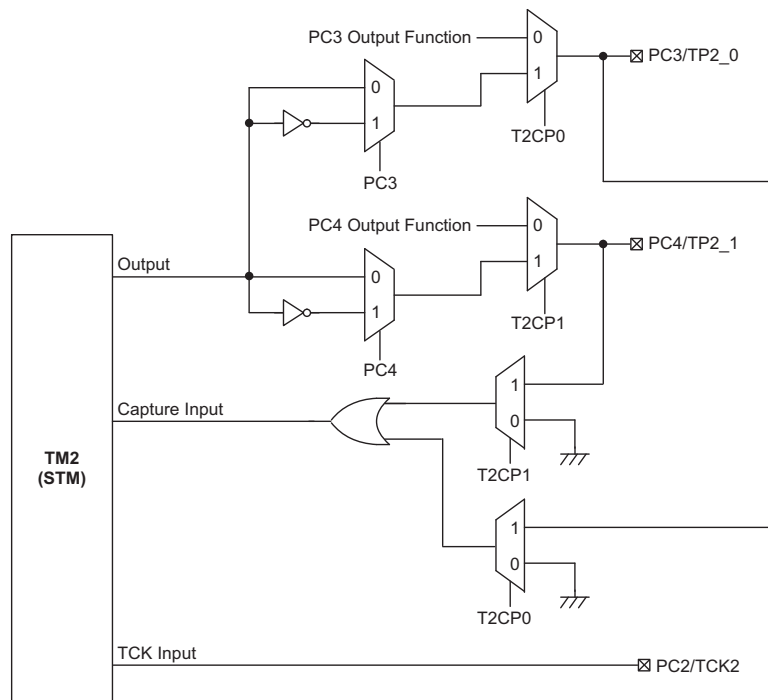 PC3 Output Function
0
1
PC3/TP2_0
T2CP0
0
1
PC3
PC4 Output Function
0
1
PC4/TP2_1
T2CP1
Output
0
1
PC4
Capture Input
1
0
T2CP1
TM2
(STM)
1
0
T2CP0
TCK Input
PC2/TCK2